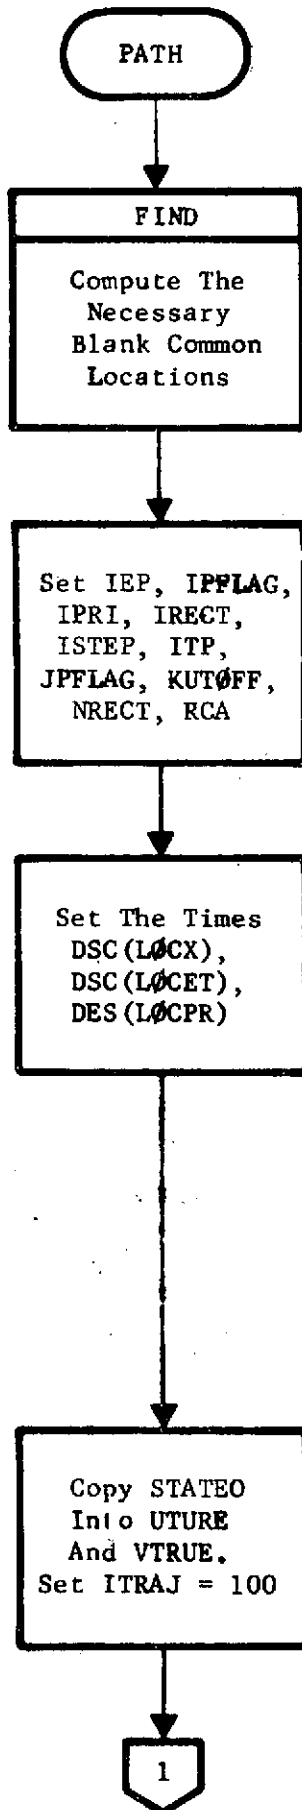 PATH
FIND
Compute The
Necessary
Blank Common
Locations
Set IEP, IPFLAG,
IPRI, IRECT,
ISTEP, ITP,
JPFLAG, KUTØFF,
NRECT, RCA
Set The Times
DSC(LØCX),
DSC(LØCET),
DES(LØCPR)
Copy STATEO
Into UTURE
And VTRUE.
Set ITRAJ = 100
1